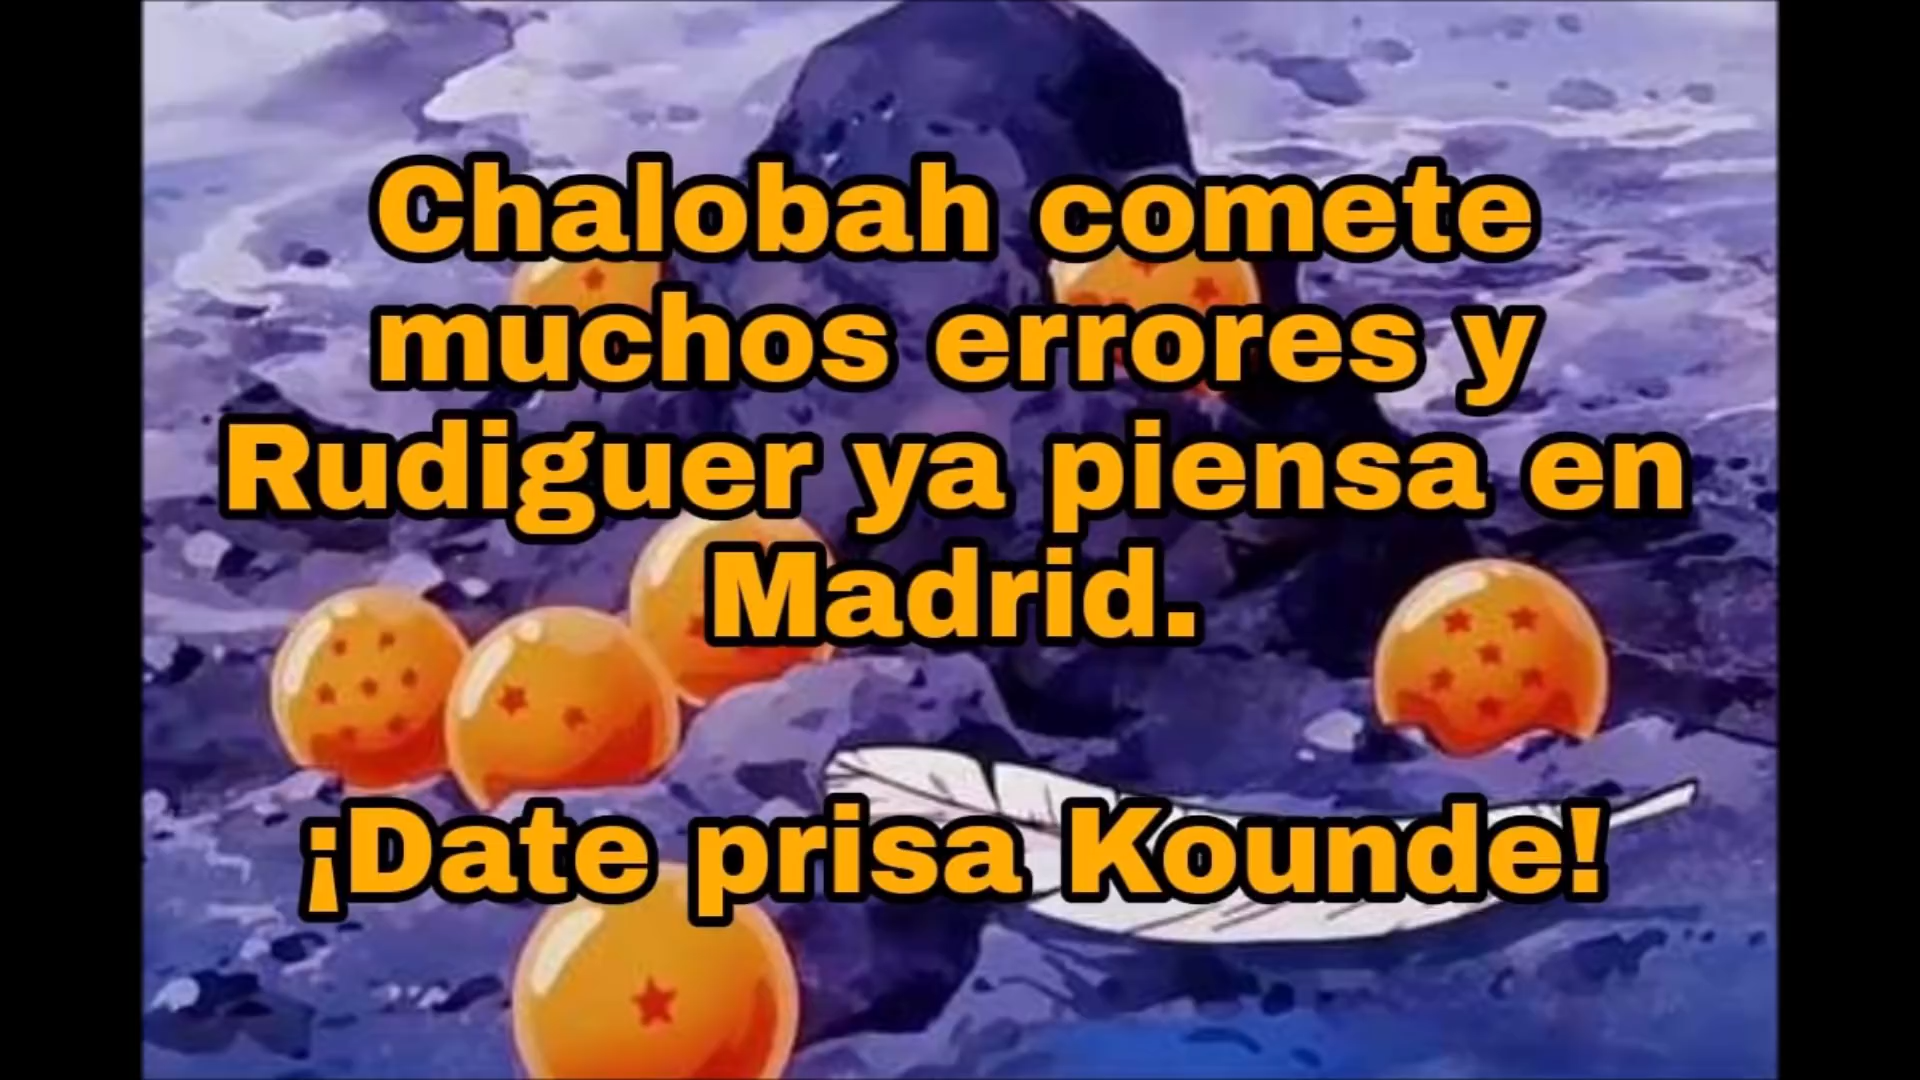 Chalobah comete
muchos errores y
Rudiguer ya piensa en
Madrid.
¡Date prisa Kounde!